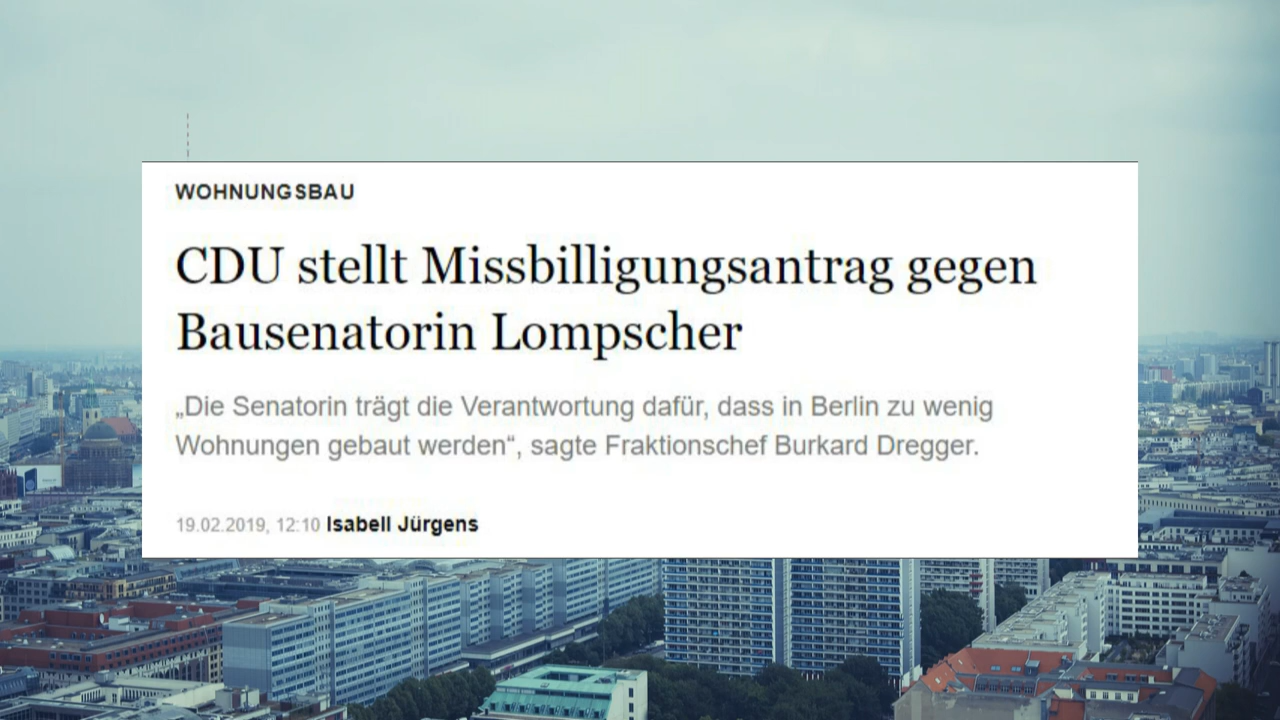 WOHNUNGSBAU
CDU stellt Missbilligungsantrag gegen
Bausenatorin Lompscher
„Die Senatorin trägt die Verantwortung dafür, dass in Berlin zu wenig
Wohnungen gebaut werden“, sagte Fraktionschef Burkard Dregger.
19.02.2019, 12:10 Isabell Jürgens